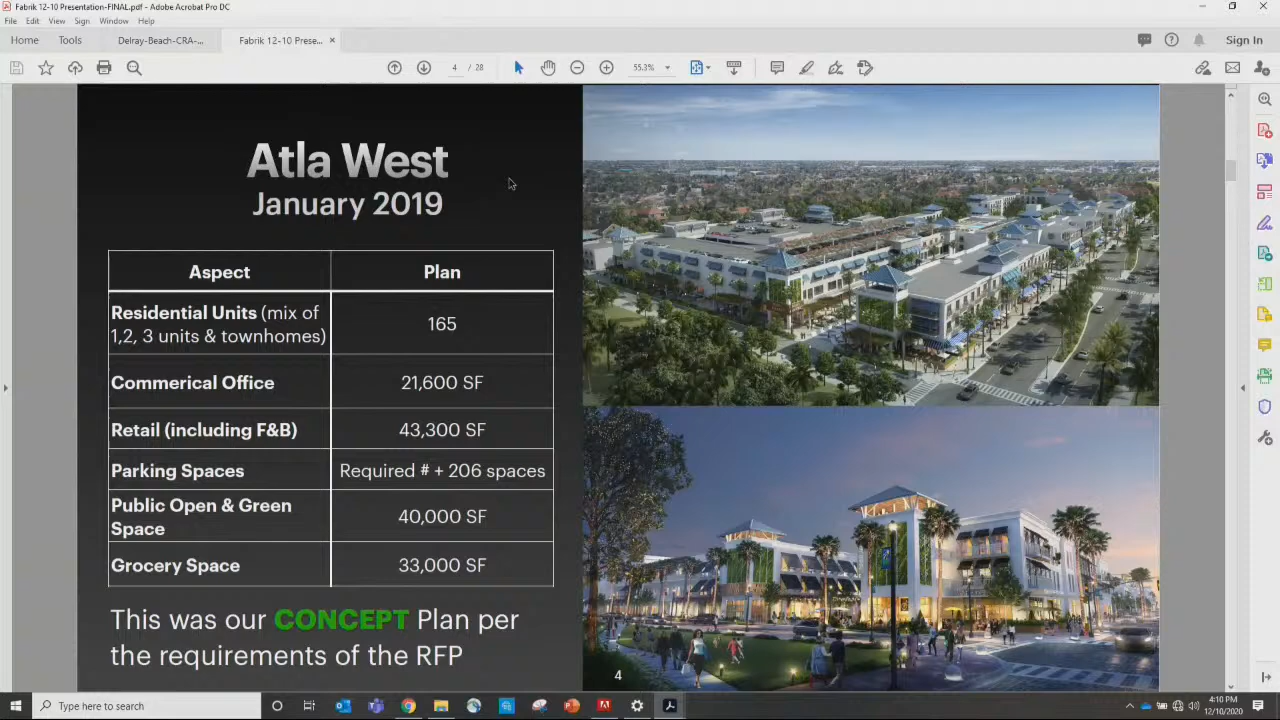 Fabrik 12-10 Presentation-FINAL.pdf - Adobe Acrobat Pro DC
File Edit View Sign Window Help
Home Tools Delray-Beach-CRA-... Fabrik 12-10 Prese... × Sign In
4 / 28 55.3%
Atla West
January 2019
Aspect Plan
Residential Units (mix of
1,2, 3 units & townhomes) 165
Commerical Office 21,600 SF
Retail (including F&B) 43,300 SF
Parking Spaces Required # + 206 spaces
Public Open & Green
Space 40,000 SF
Grocery Space 33,000 SF
This was our CONCEPT Plan per
the requirements of the RFP
4
Type here to search
4:10 PM
12/10/2020